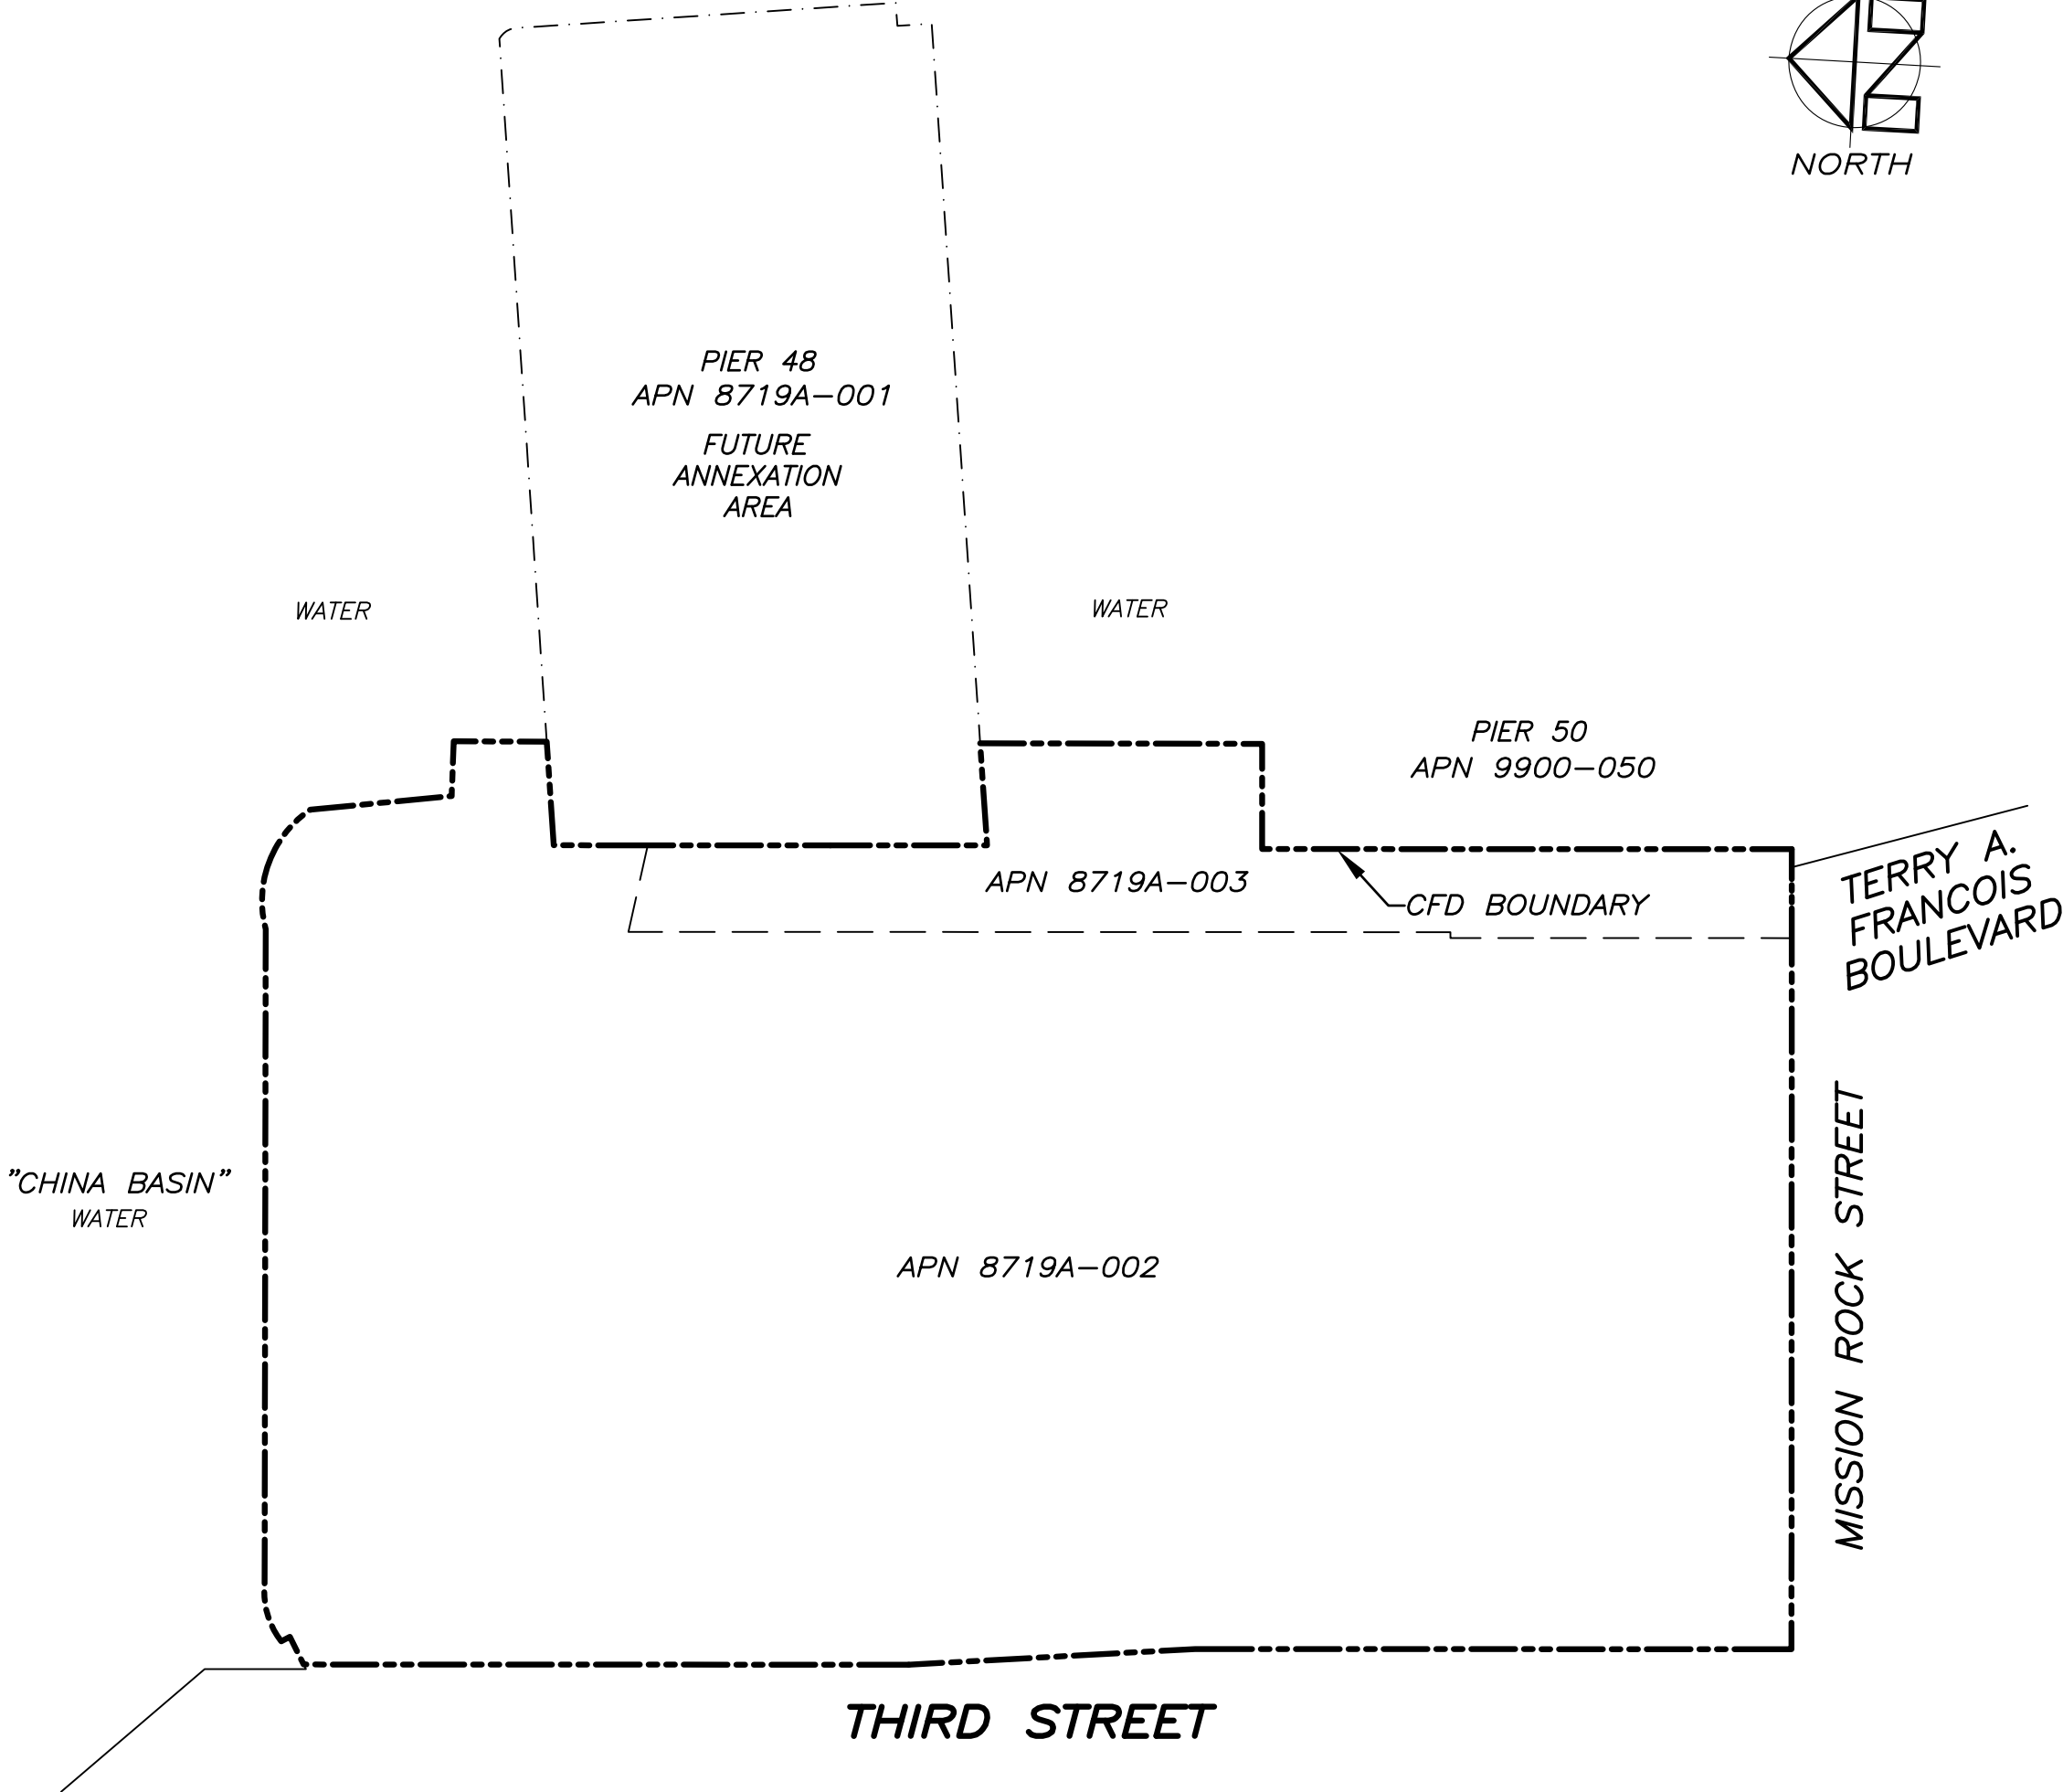 NORTH
PIER 48
APN 8719A-001
FUTURE
ANNEXATION
AREA
WATER
WATER
PIER 50
APN 9900-050
TERRY A.
FRANCOIS
BOULEVARD
APN 8719A-003
CFD BOUNDARY
MISSION ROCK STREET
"CHINA BASIN"
WATER
APN 8719A-002
THIRD STREET